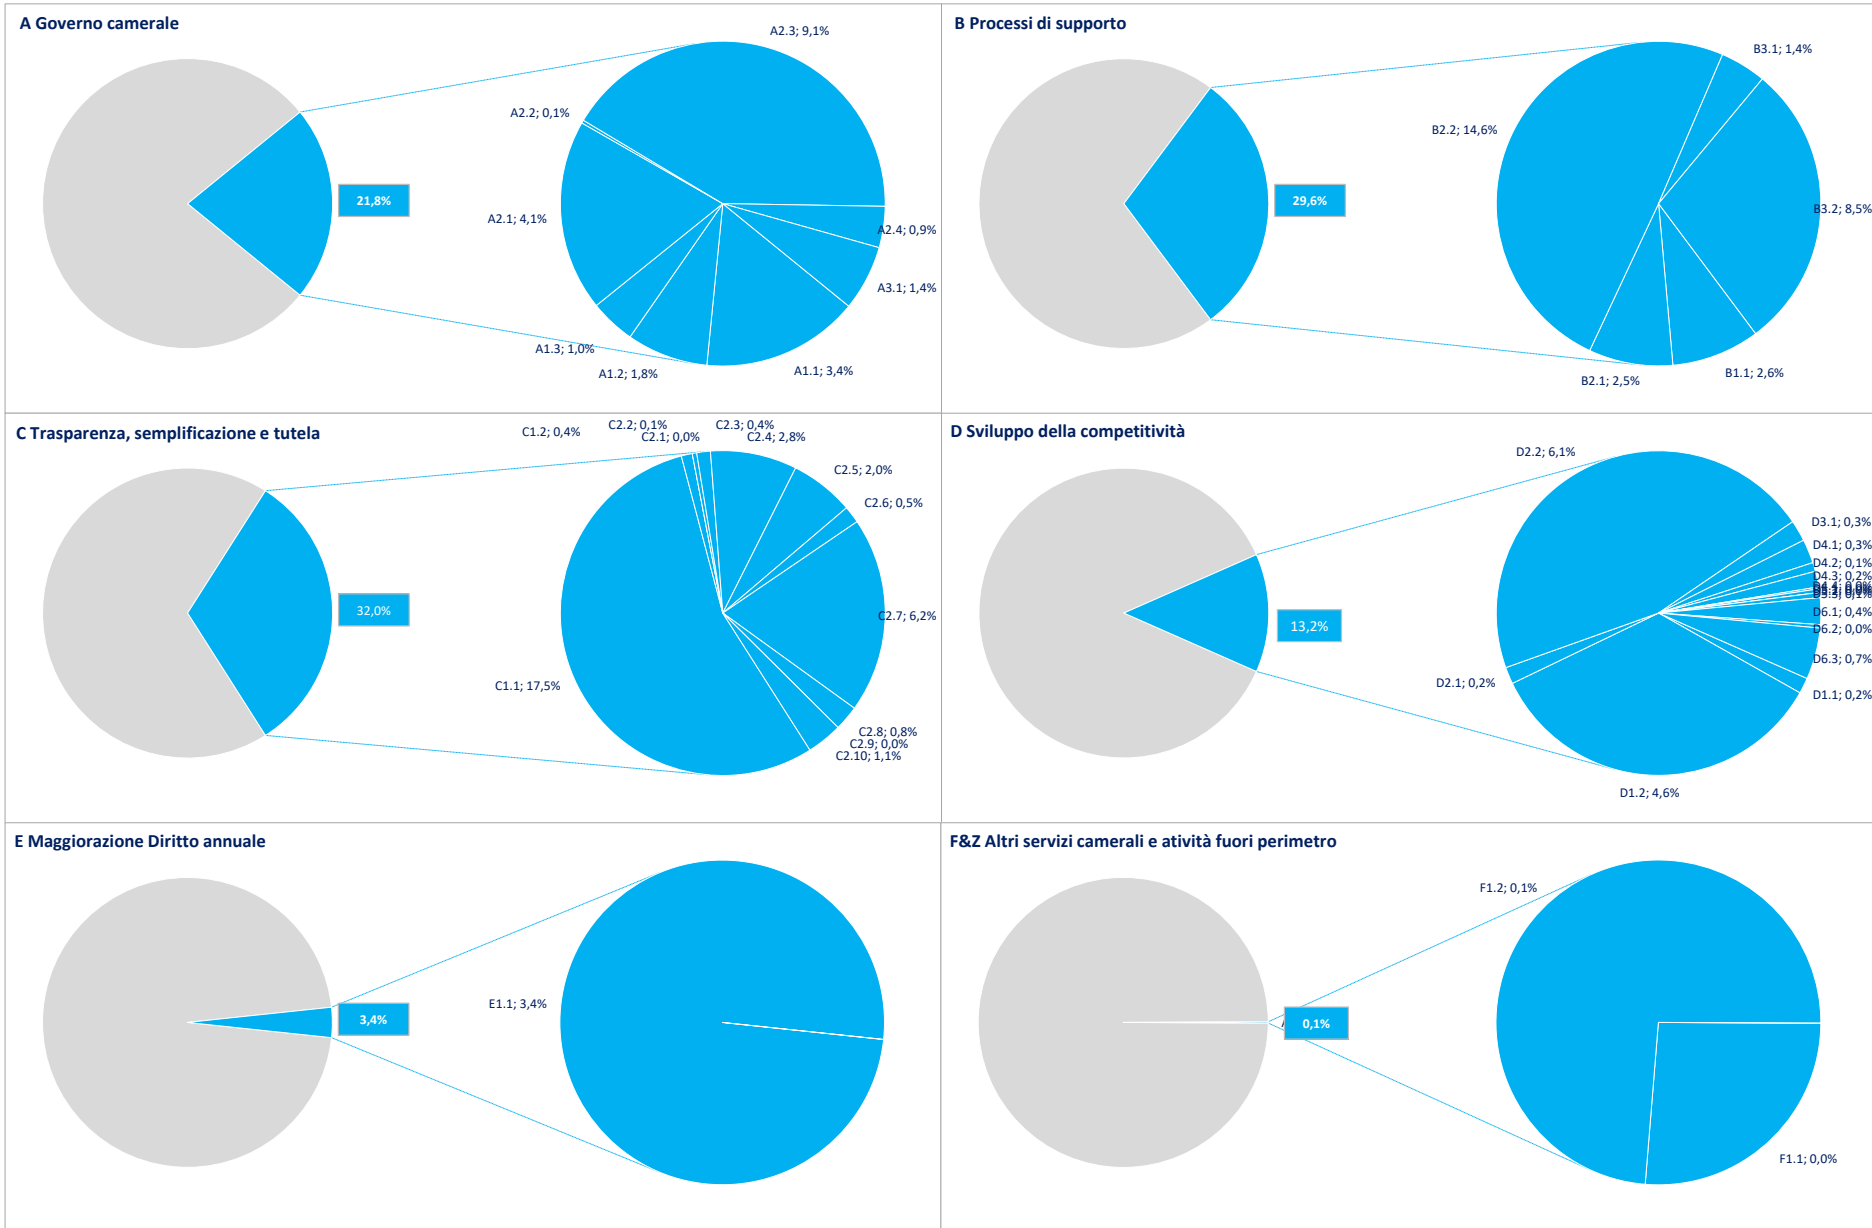 A Governo camerale
A2.3; 9,1%
A2.2; 0,1%
21,8%
A2.1; 4,1%
A2.4; 0,9%
A3.1; 1,4%
A1.3; 1,0%
A1.2; 1,8%
A1.1; 3,4%
B Processi di supporto
B3.1; 1,4%
B2.2; 14,6%
29,6%
B3.2; 8,5%
B2.1; 2,5%
B1.1; 2,6%
C Trasparenza, semplificazione e tutela
C1.2; 0,4%
C2.2; 0,1%
C2.1; 0,0%
C2.3; 0,4%
C2.4; 2,8%
C2.5; 2,0%
C2.6; 0,5%
32,0%
C2.7; 6,2%
C1.1; 17,5%
C2.8; 0,8%
C2.9; 0,0%
C2.10; 1,1%
D Sviluppo della competitività
D2.2; 6,1%
D3.1; 0,3%
D4.1; 0,3%
D4.2; 0,1%
D4.3; 0,2%
D6.1; 0,4%
13,2%
D6.2; 0,0%
D6.3; 0,7%
D2.1; 0,2%
D1.1; 0,2%
D1.2; 4,6%
E Maggiorazione Diritto annuale
E1.1; 3,4%
3,4%
F&Z Altri servizi camerali e atività fuori perimetro
F1.2; 0,1%
0,1%
F1.1; 0,0%